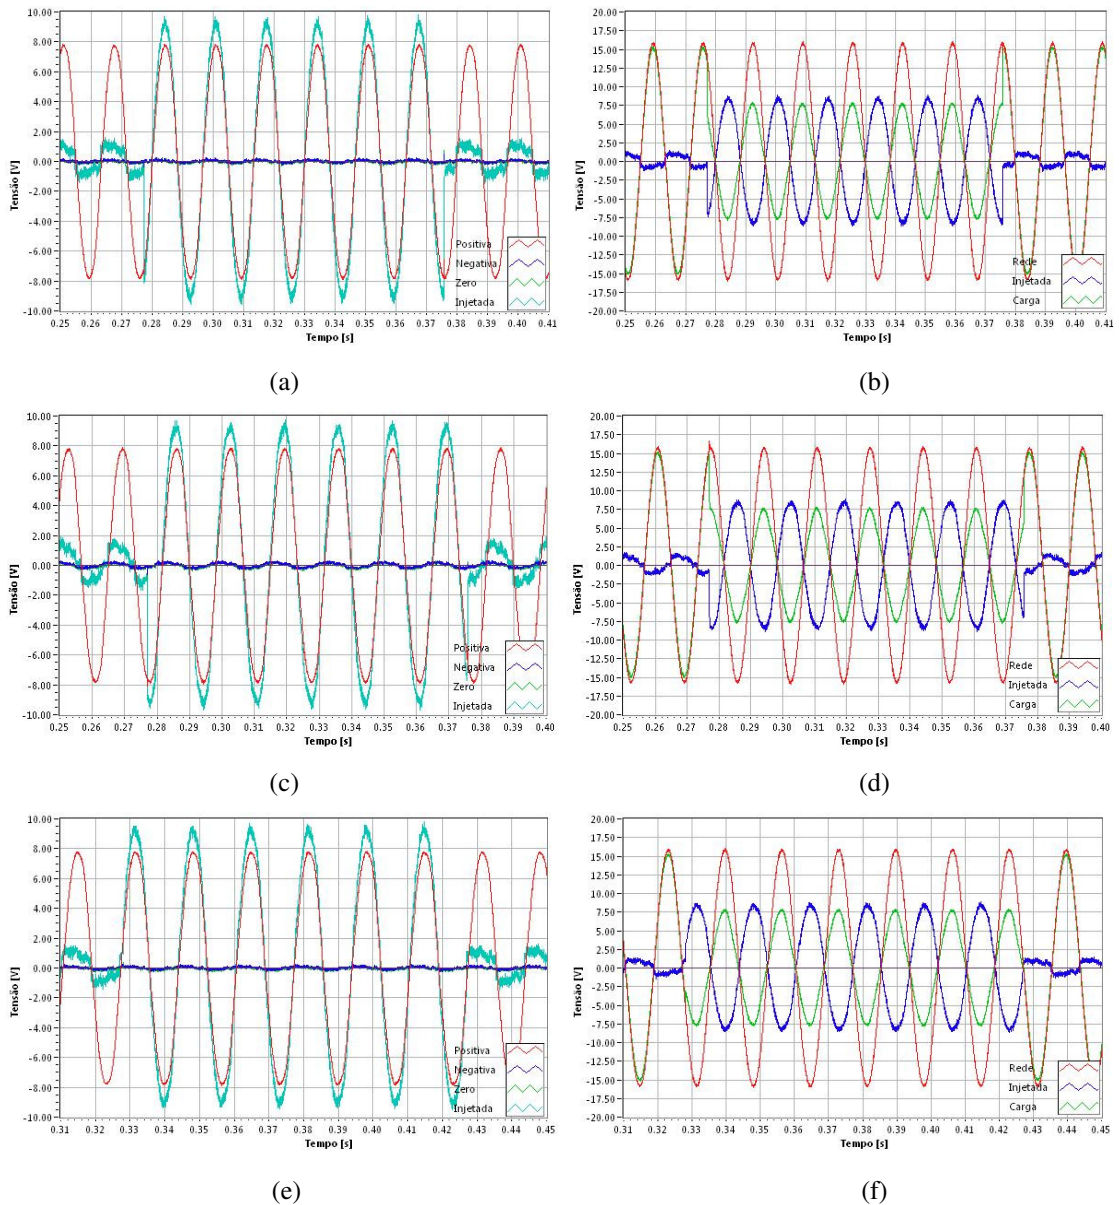 10.00
8.00
6.00
4.00
2.00
0.00
-2.00
-4.00
-6.00
-8.00
-10.00
Tensão [V]
Positiva
Negativa
Zero
Injetada
0.25 0.26 0.27 0.28 0.29 0.30 0.31 0.32 0.33 0.34 0.35 0.36 0.37 0.38 0.39 0.40 0.41
Tempo [s]
(a)
20.00
17.50
15.00
12.50
10.00
7.50
5.00
2.50
0.00
-2.50
-5.00
-7.50
-10.00
-12.50
-15.00
-17.50
-20.00
Tensão [V]
Rede
Injetada
Carga
0.25 0.26 0.27 0.28 0.29 0.30 0.31 0.32 0.33 0.34 0.35 0.36 0.37 0.38 0.39 0.40 0.41
Tempo [s]
(b)
10.00
8.00
6.00
4.00
2.00
0.00
-2.00
-4.00
-6.00
-8.00
-10.00
Tensão [V]
Positiva
Negativa
Zero
Injetada
0.25 0.26 0.27 0.28 0.29 0.30 0.31 0.32 0.33 0.34 0.35 0.36 0.37 0.38 0.39 0.40
Tempo [s]
(c)
20.00
17.50
15.00
12.50
10.00
7.50
5.00
2.50
0.00
-2.50
-5.00
-7.50
-10.00
-12.50
-15.00
-17.50
-20.00
Tensão [V]
Rede
Injetada
Carga
0.25 0.26 0.27 0.28 0.29 0.30 0.31 0.32 0.33 0.34 0.35 0.36 0.37 0.38 0.39 0.40
Tempo [s]
(d)
10.00
8.00
6.00
4.00
2.00
0.00
-2.00
-4.00
-6.00
-8.00
-10.00
Tensão [V]
Positiva
Negativa
Zero
Injetada
0.31 0.32 0.33 0.34 0.35 0.36 0.37 0.38 0.39 0.40 0.41 0.42 0.43 0.44 0.45
Tempo [s]
(e)
20.00
17.50
15.00
12.50
10.00
7.50
5.00
2.50
0.00
-2.50
-5.00
-7.50
-10.00
-12.50
-15.00
-17.50
-20.00
Tensão [V]
Rede
Injetada
Carga
0.31 0.32 0.33 0.34 0.35 0.36 0.37 0.38 0.39 0.40 0.41 0.42 0.43 0.44 0.45
Tempo [s]
(f)